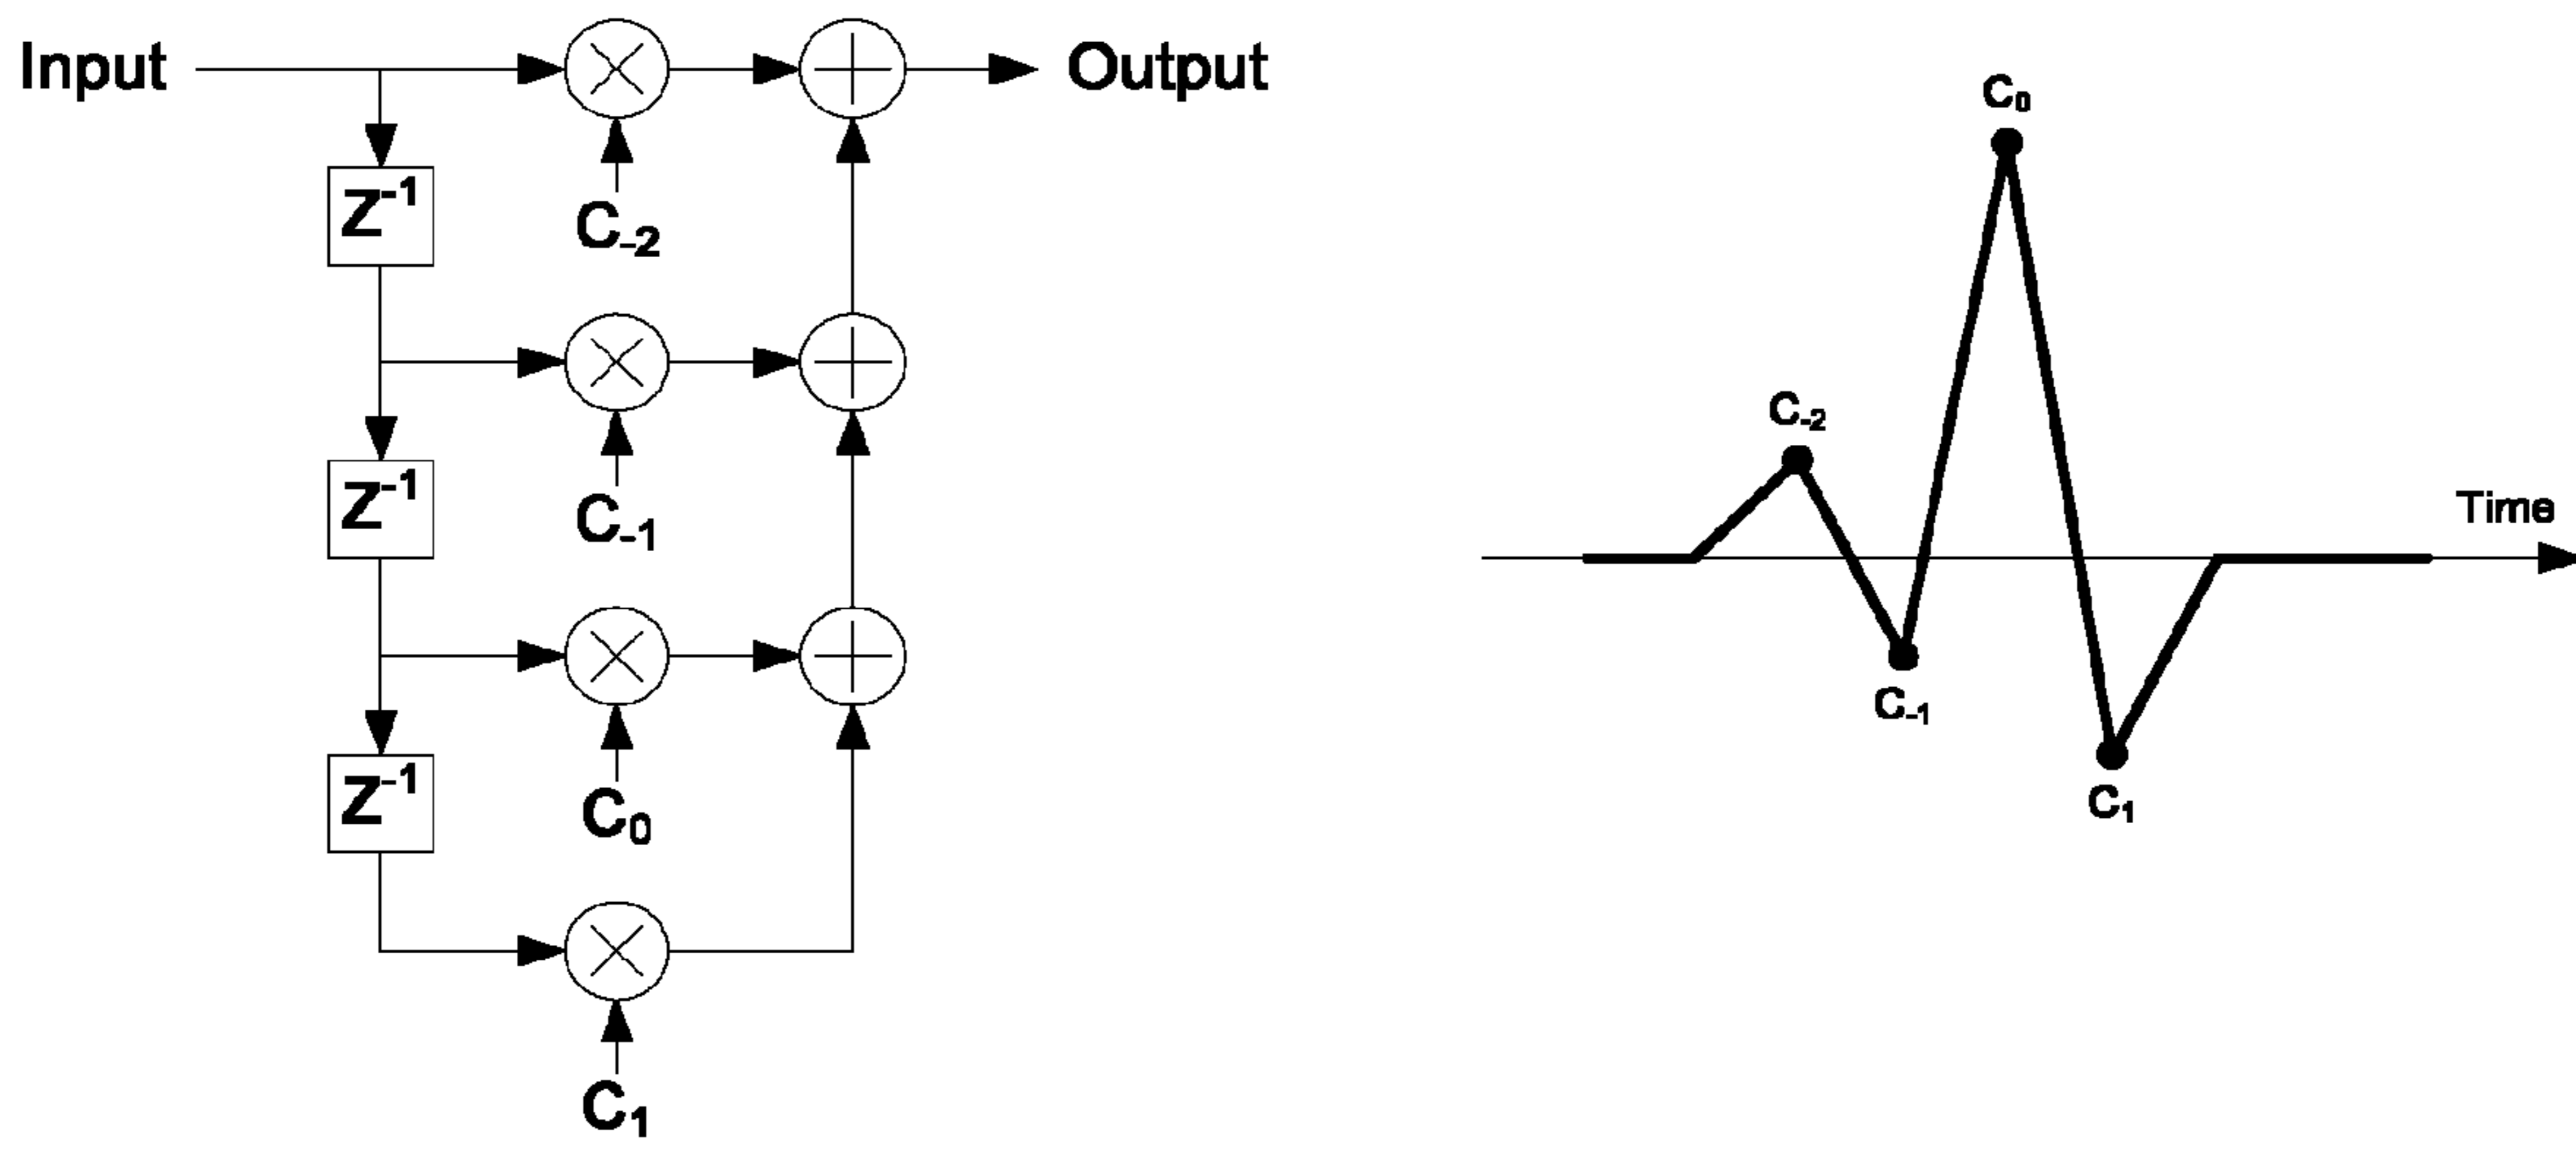 Input
Output
Z⁻¹
C₋₂
Z⁻¹
C₋₁
Z⁻¹
C₀
C₁
C₀
C₋₂
Time
C₋₁
C₁